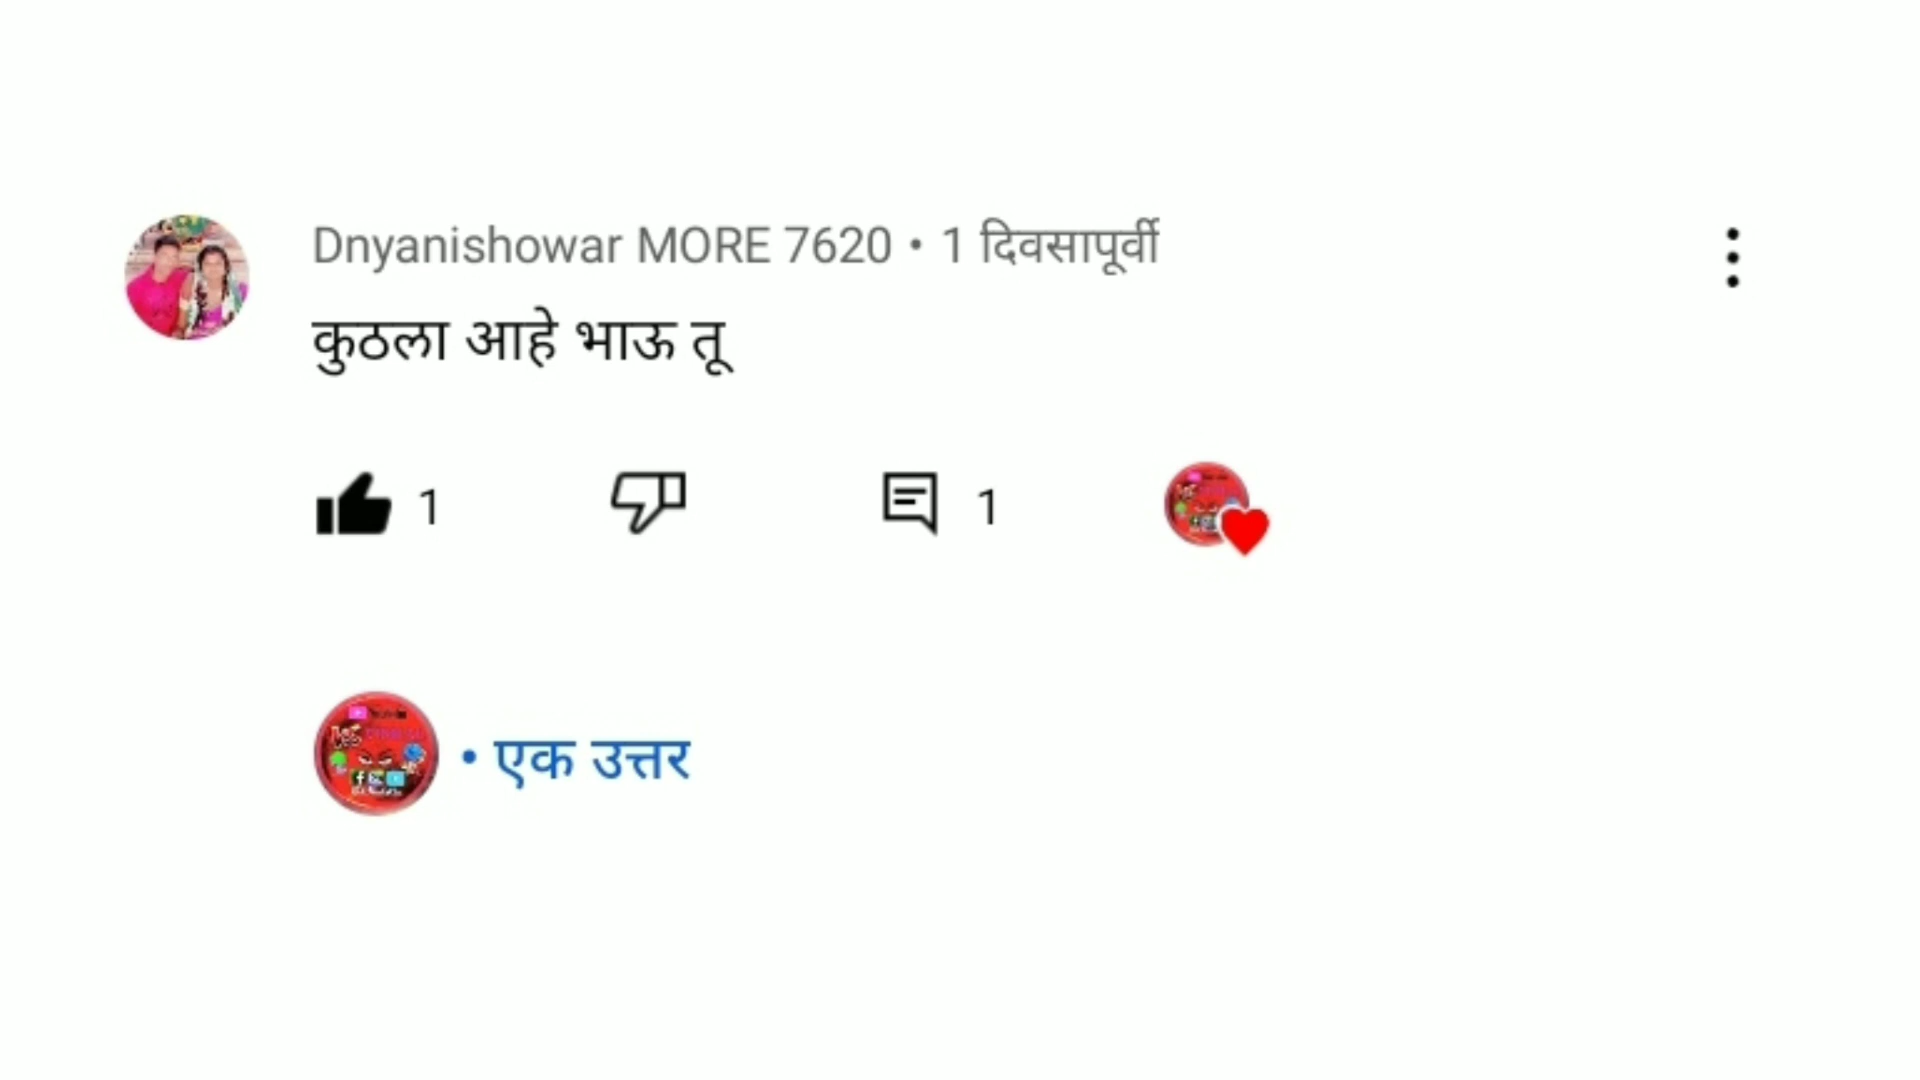 Dnyanishowar MORE 7620 • 1 दिवसापूर्वी
कुठला आहे भाऊ तू
1
1
• एक उत्तर